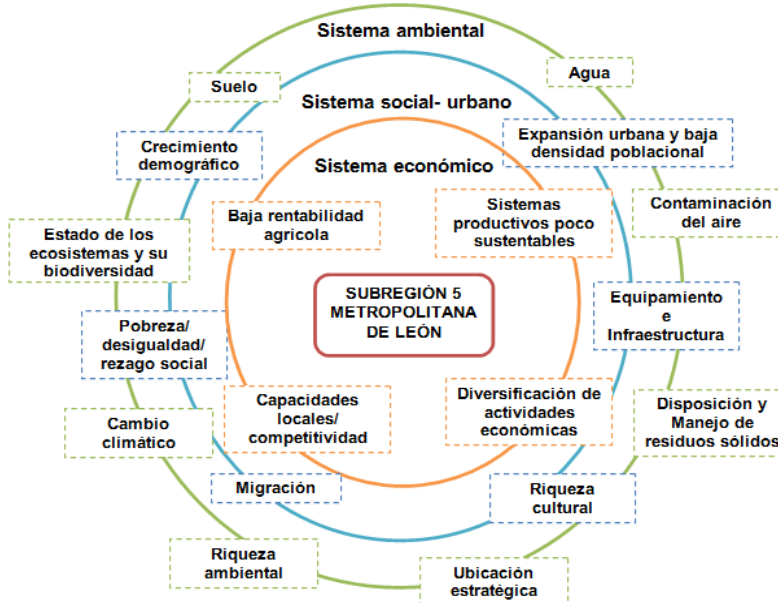 Sistema ambiental
Agua
Suelo
Sistema social- urbano
Crecimiento
demográfico
Expansión urbana y baja
densidad poblacional
Sistema económico
Baja rentabilidad
agricola
Sistemas
productivos poco
sustentables
Contaminación
del aire
Estado de los
ecosistemas y su
biodiversidad
SUBREGIÓN 5
METROPOLITANA
DE LEÓN
Equipamiento
e
Infraestructura
Pobreza/
desigualdad/
rezago social
Capacidades
locales/
competitividad
Diversificación de
actividades
económicas
Disposición y
Manejo de
residuos sólidos
Cambio
climático
Migración
Riqueza
cultural
Riqueza
ambiental
Ubicación
estratégica